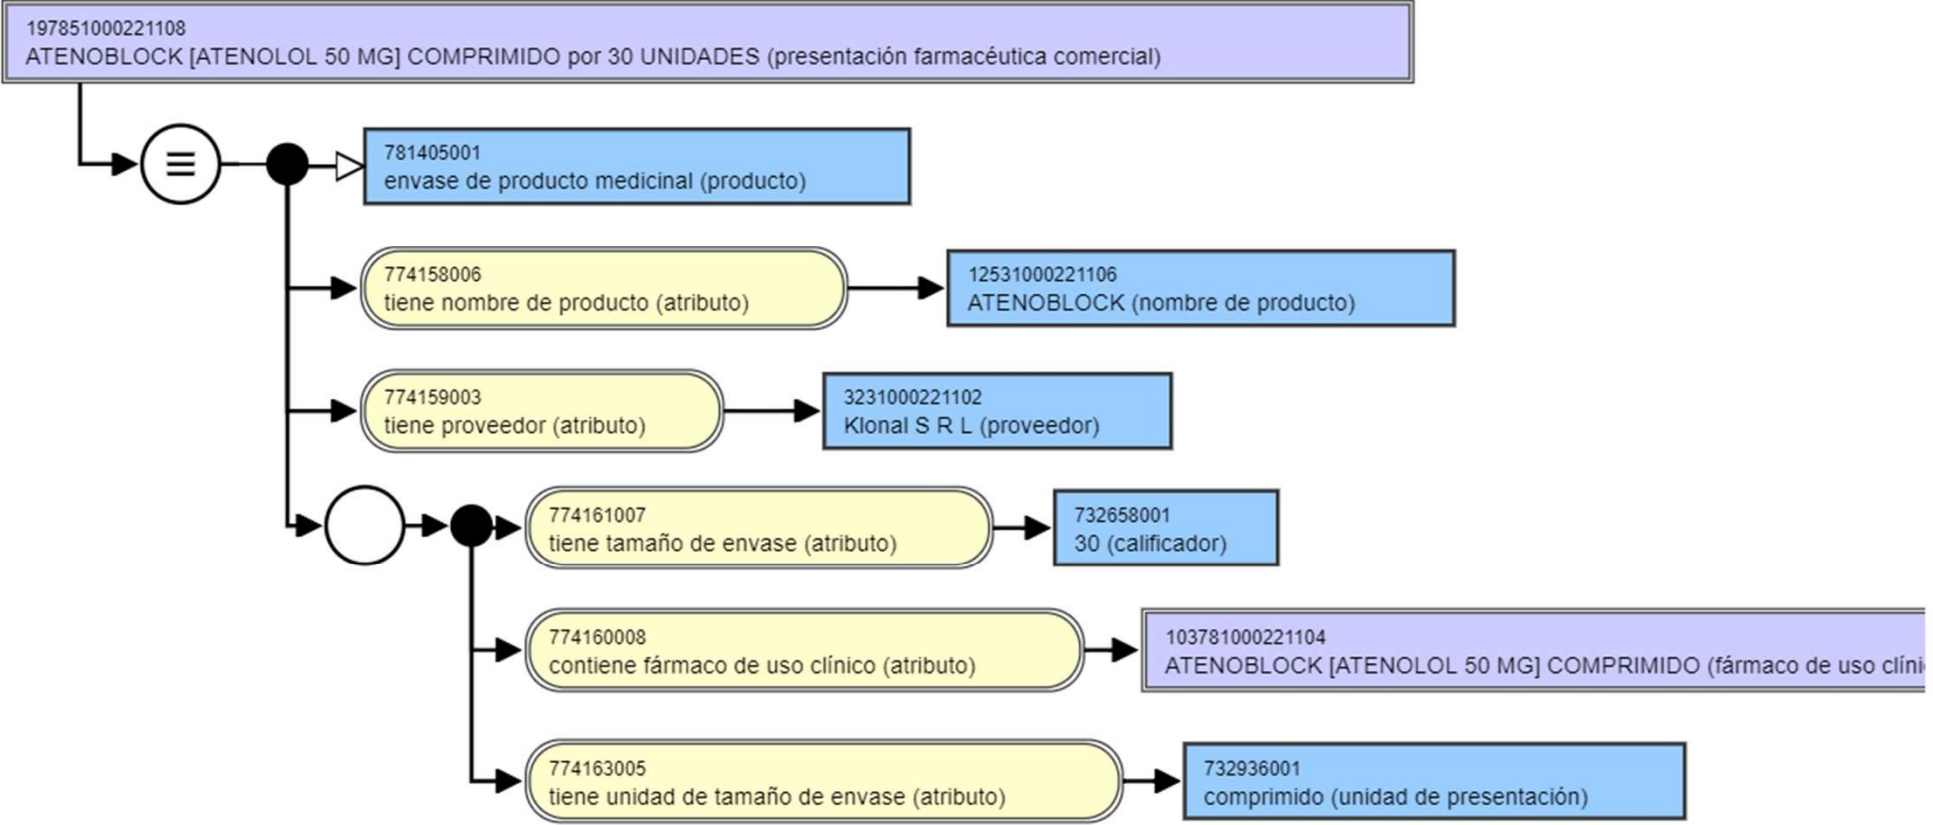 197851000221108
ATENOBLOCK [ATENOLOL 50 MG] COMPRIMIDO por 30 UNIDADES (presentación farmacéutica comercial)
781405001
envase de producto medicinal (producto)
774158006
tiene nombre de producto (atributo)
12531000221106
ATENOBLOCK (nombre de producto)
774159003
tiene proveedor (atributo)
3231000221102
Klonal S R L (proveedor)
774161007
tiene tamaño de envase (atributo)
732658001
30 (calificador)
774160008
contiene fármaco de uso clínico (atributo)
103781000221104
ATENOBLOCK [ATENOLOL 50 MG] COMPRIMIDO (fármaco de uso clíni
774163005
tiene unidad de tamaño de envase (atributo)
732936001
comprimido (unidad de presentación)